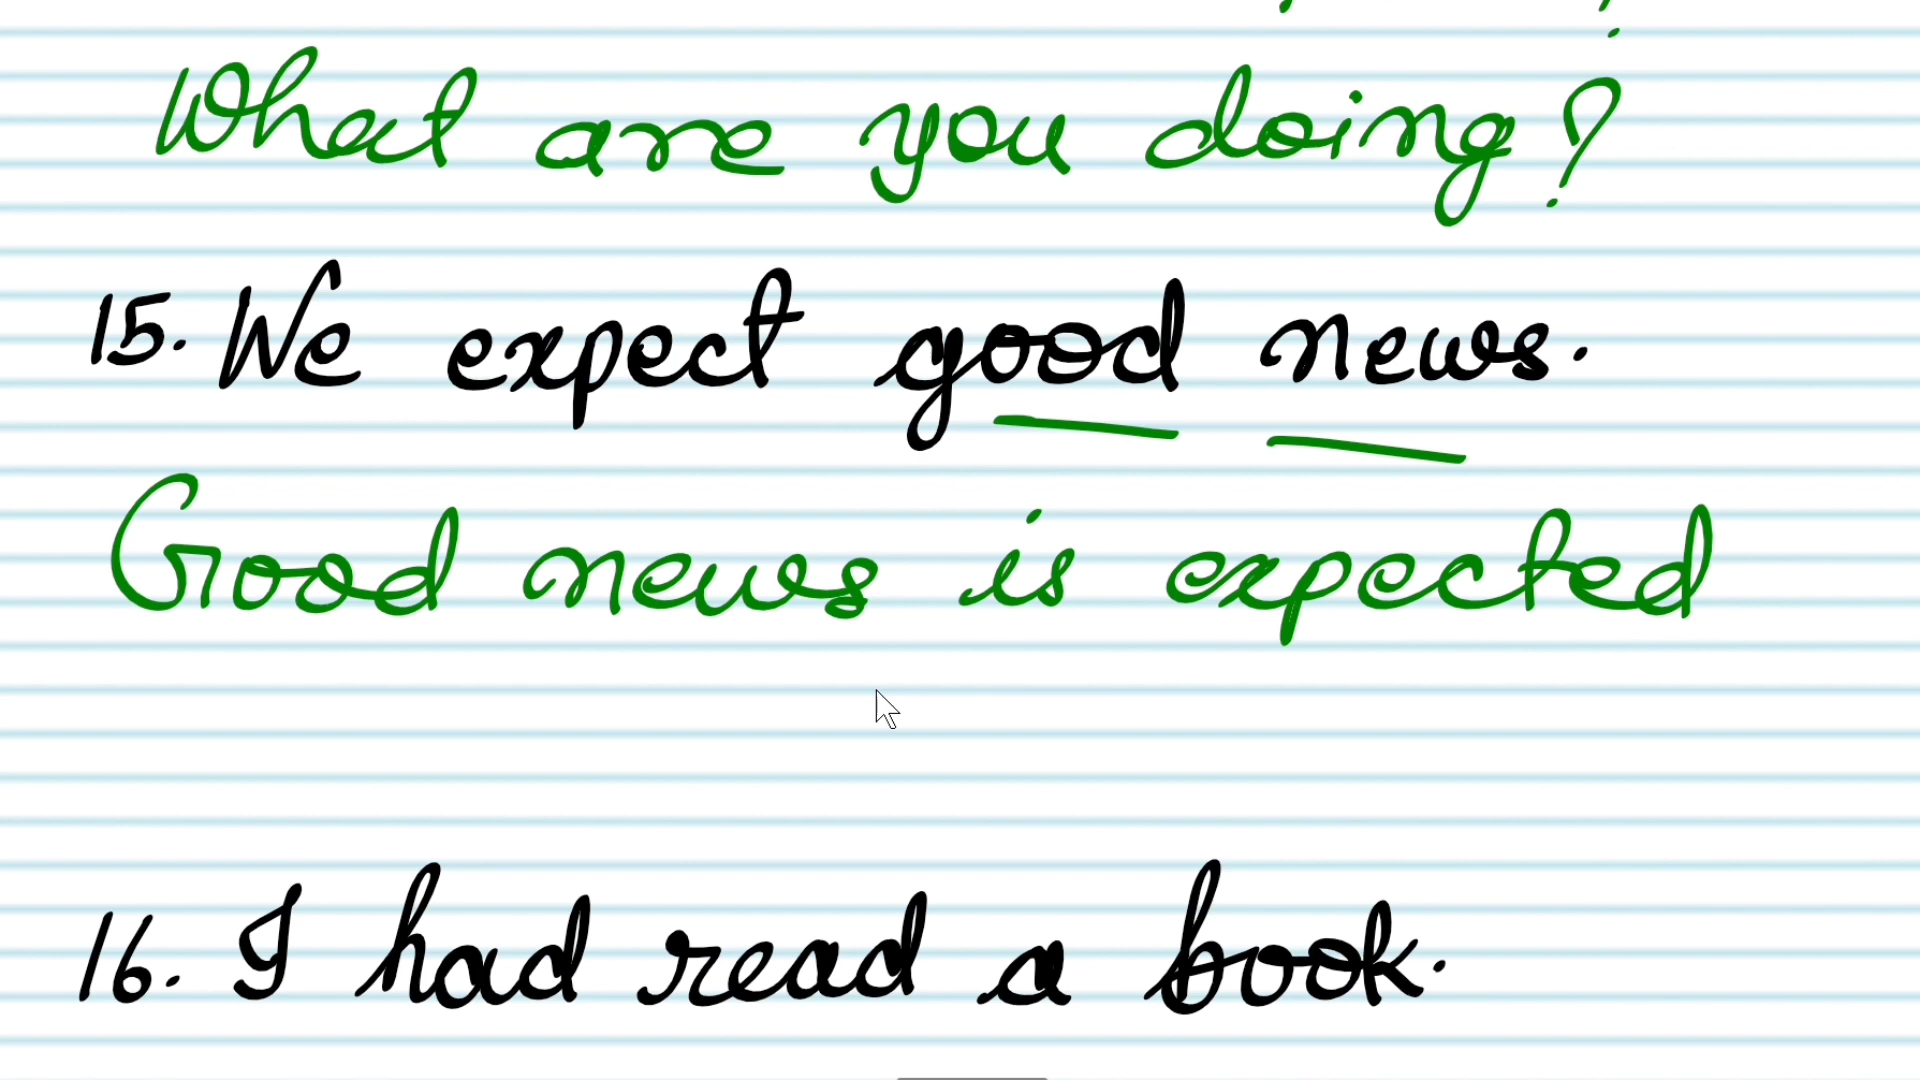 What are you doing?
15. We expect good news.
Good news is expected
16. I had read a book.